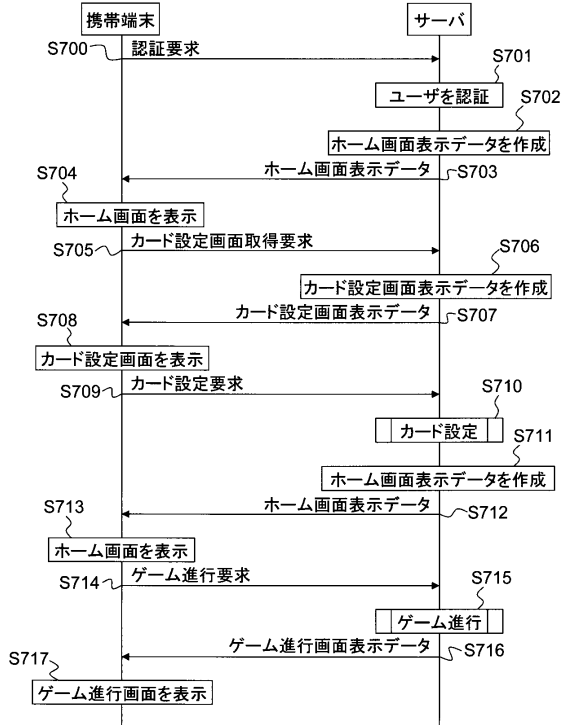 携帯端末
サーバ
S700
認証要求
S701
ユーザを認証
S702
ホーム画面表示データを作成
ホーム画面表示データ
S703
S704
ホーム画面を表示
S705
カード設定画面取得要求
S706
カード設定画面表示データを作成
カード設定画面表示データ
S707
S708
カード設定画面を表示
S709
カード設定要求
S710
カード設定
S711
ホーム画面表示データを作成
ホーム画面表示データ
S712
S713
ホーム画面を表示
S714
ゲーム進行要求
S715
ゲーム進行
ゲーム進行画面表示データ
S716
S717
ゲーム進行画面を表示